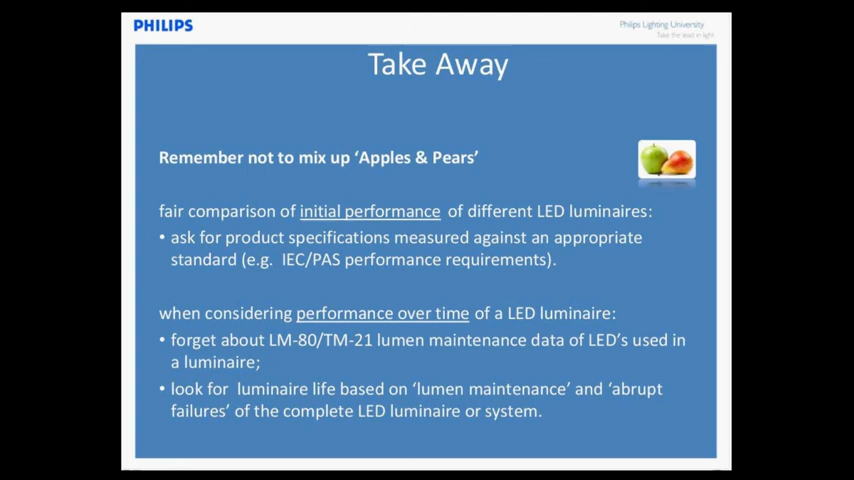 PHILIPS
Philips Lighting University
Take the lead in light
Take Away
Remember not to mix up ‘Apples & Pears’
fair comparison of initial performance of different LED luminaires:
• ask for product specifications measured against an appropriate
standard (e.g. IEC/PAS performance requirements).
when considering performance over time of a LED luminaire:
• forget about LM-80/TM-21 lumen maintenance data of LED’s used in
a luminaire;
• look for luminaire life based on ‘lumen maintenance’ and ‘abrupt
failures’ of the complete LED luminaire or system.